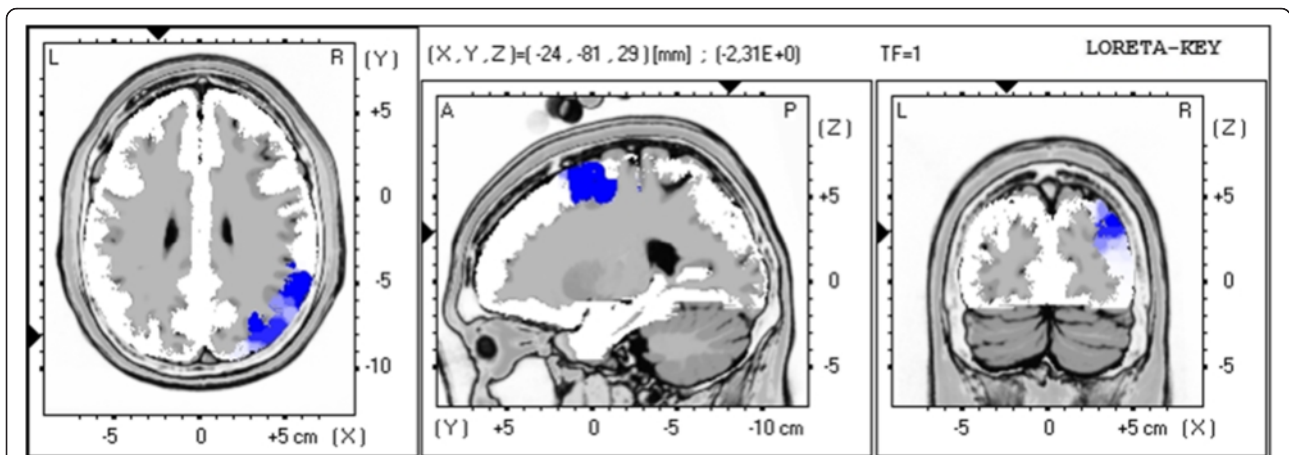 (X,Y,Z)=(-24,-81,29)[mm] ; (-2,31E+0) TF=1 LORETA-KEY
L R (Y)
+5
0
-5
-10
-5 0 +5 cm (X)
A P (Z)
+5
0
-5
(Y) +5 0 -5 -10 cm
L R (Z)
+5
0
-5
-5 0 +5 cm (X)